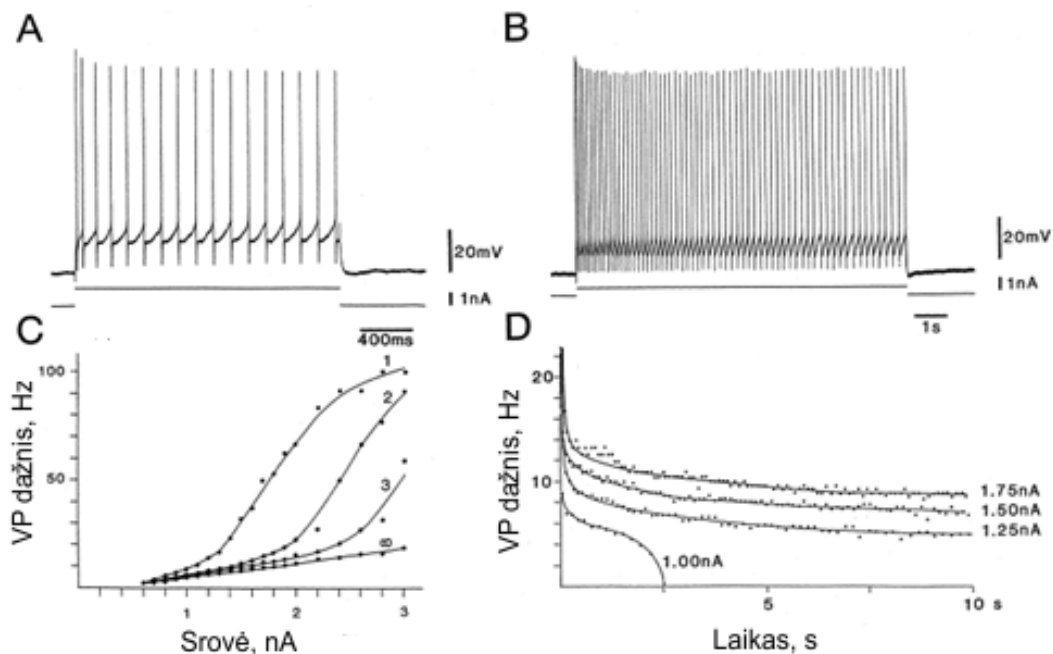 A
20mV
1nA
400ms
B
20mV
1nA
1s
C
VP dažnis, Hz
100
50
1
2
3
∞
1
2
3
Srovė, nA
D
VP dažnis, Hz
20
10
1.75nA
1.50nA
1.25nA
1.00nA
5
10 s
Laikas, s